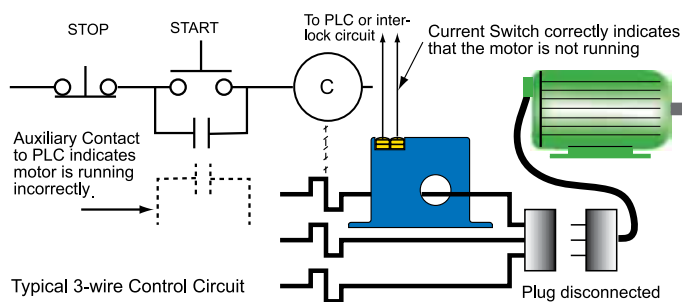 STOP
START
To PLC or inter-
lock circuit
Current Switch correctly indicates
that the motor is not running
C
Auxiliary Contact
to PLC indicates
motor is running
incorrectly.
Typical 3-wire Control Circuit
Plug disconnected